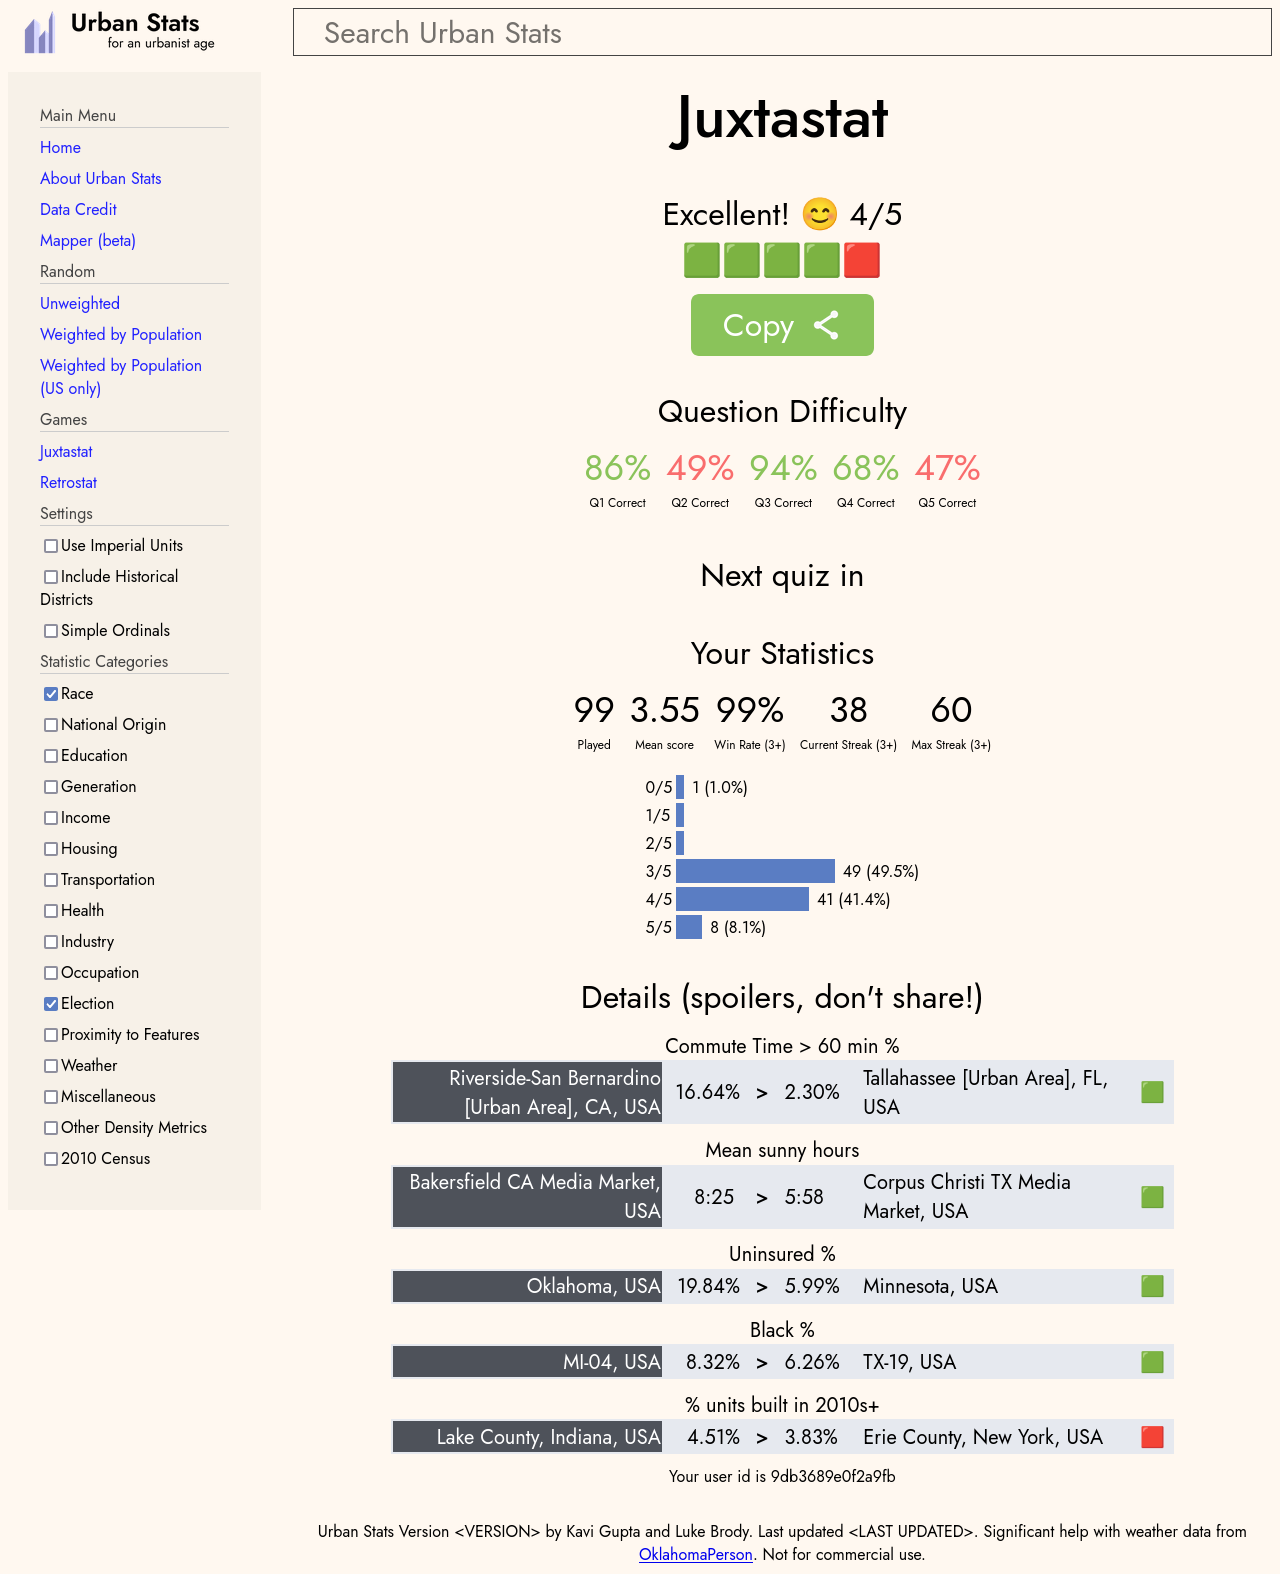 Urban Stats
for an urbanist age
Search Urban Stats
Main Menu
Home
About Urban Stats
Data Credit
Mapper (beta)
Random
Unweighted
Weighted by Population
Weighted by Population
(US only)
Games
Juxtastat
Retrostat
Settings
Use Imperial Units
Include Historical
Districts
Simple Ordinals
Statistic Categories
Race
National Origin
Education
Generation
Income
Housing
Transportation
Health
Industry
Occupation
Election
Proximity to Features
Weather
Miscellaneous
Other Density Metrics
2010 Census
Juxtastat
Excellent! 😊 4/5
🟩🟩🟩🟩🟥
Copy
Question Difficulty
86% 49% 94% 68% 47%
Q1 Correct Q2 Correct Q3 Correct Q4 Correct Q5 Correct
Next quiz in
Your Statistics
99 3.55 99% 38 60
Played Mean score Win Rate (3+) Current Streak (3+) Max Streak (3+)
0/5 1 (1.0%)
1/5
2/5
3/5 49 (49.5%)
4/5 41 (41.4%)
5/5 8 (8.1%)
Details (spoilers, don't share!)
Commute Time > 60 min %
Riverside-San Bernardino
[Urban Area], CA, USA
16.64% > 2.30%
Tallahassee [Urban Area], FL,
USA
🟩
Mean sunny hours
Bakersfield CA Media Market,
USA
8:25 > 5:58
Corpus Christi TX Media
Market, USA
🟩
Uninsured %
Oklahoma, USA 19.84% > 5.99% Minnesota, USA 🟩
Black %
MI-04, USA 8.32% > 6.26% TX-19, USA 🟩
% units built in 2010s+
Lake County, Indiana, USA 4.51% > 3.83% Erie County, New York, USA 🟥
Your user id is 9db3689e0f2a9fb
Urban Stats Version <VERSION> by Kavi Gupta and Luke Brody. Last updated <LAST UPDATED>. Significant help with weather data from
OklahomaPerson. Not for commercial use.